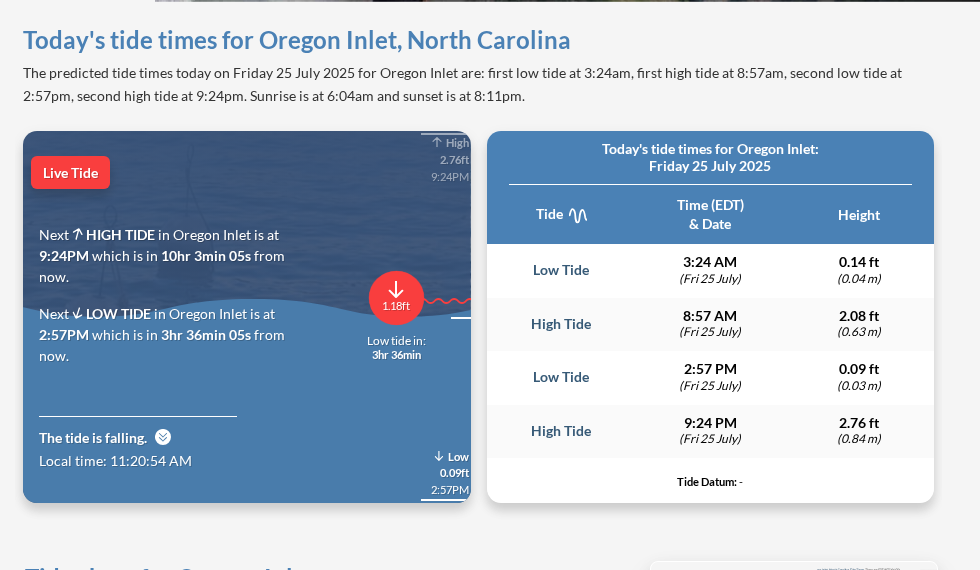 Today's tide times for Oregon Inlet, North Carolina
The predicted tide times today on Friday 25 July 2025 for Oregon Inlet are: first low tide at 3:24am, first high tide at 8:57am, second low tide at
2:57pm, second high tide at 9:24pm. Sunrise is at 6:04am and sunset is at 8:11pm.
High
2.76ft
9:24PM
Live Tide
Next HIGH TIDE in Oregon Inlet is at
9:24PM which is in 10hr 3min 05s from
now.
Next LOW TIDE in Oregon Inlet is at
2:57PM which is in 3hr 36min 05s from
now.
1.18ft
Low tide in:
3hr 36min
The tide is falling.
Local time: 11:20:54 AM
Low
0.09ft
2:57PM
Today's tide times for Oregon Inlet:
Friday 25 July 2025
Tide Time (EDT) & Date Height
Low Tide 3:24 AM 0.14 ft
(Fri 25 July) (0.04 m)
High Tide 8:57 AM 2.08 ft
(Fri 25 July) (0.63 m)
Low Tide 2:57 PM 0.09 ft
(Fri 25 July) (0.03 m)
High Tide 9:24 PM 2.76 ft
(Fri 25 July) (0.84 m)
Tide Datum: -